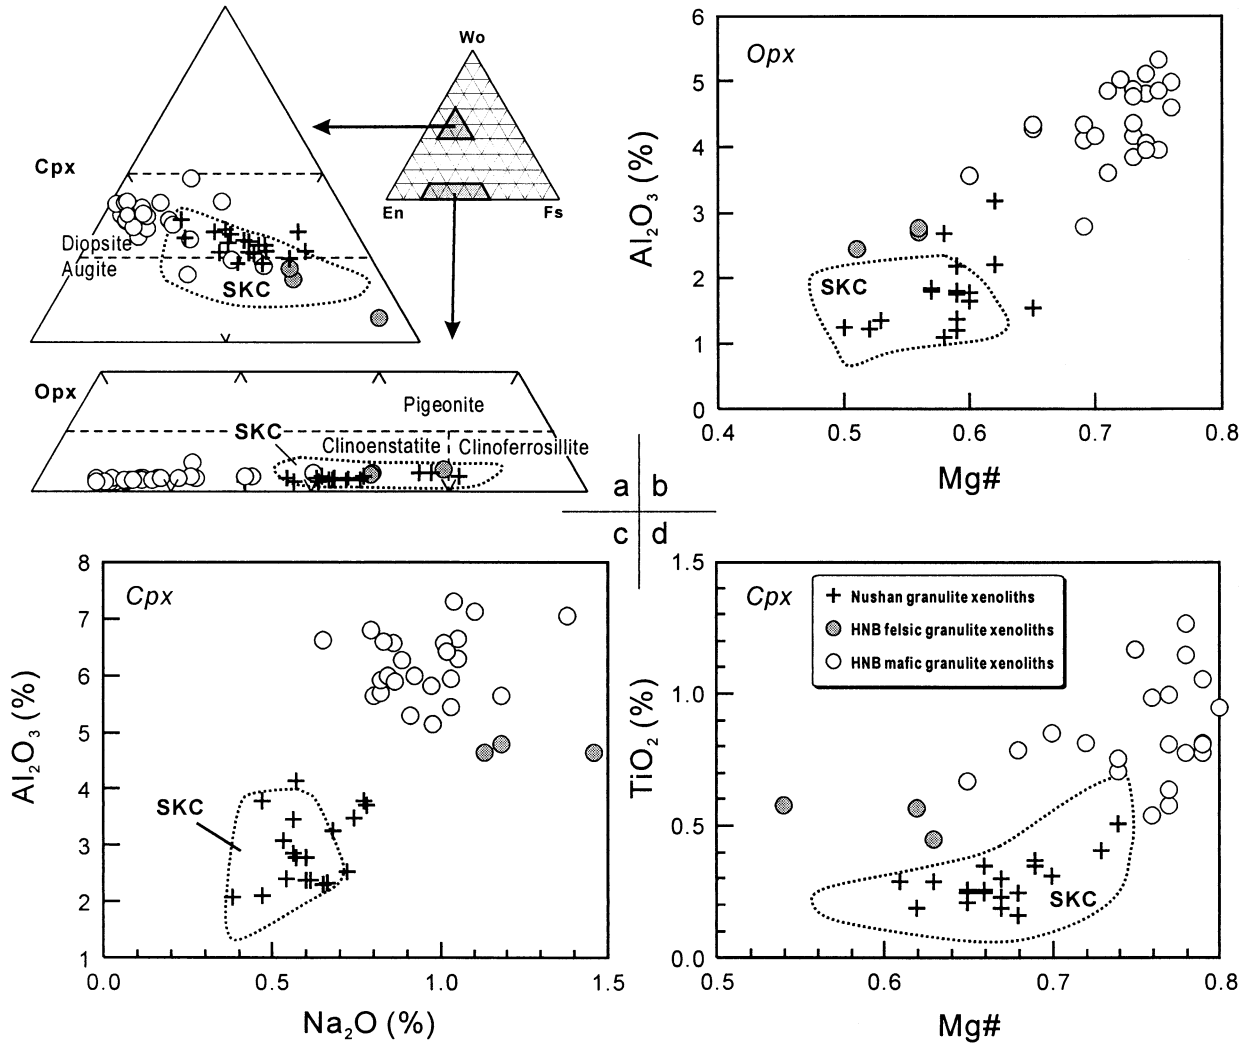 Wo
En
Fs
Cpx
Diopsite
Augite
SKC
Opx
Pigeonite
SKC
Clinoenstatite
Clinoferrosillite
a
b
c
d
Opx
Al₂O₃ (%)
6
5
4
3
2
1
0
SKC
0.4
0.5
0.6
0.7
0.8
Mg#
Cpx
Al₂O₃ (%)
8
7
6
5
4
3
2
1
SKC
0.0
0.5
1.0
1.5
Na₂O (%)
Cpx
Nushan granulite xenoliths
HNB felsic granulite xenoliths
HNB mafic granulite xenoliths
TiO₂ (%)
1.5
1.0
0.5
0.0
SKC
0.5
0.6
0.7
0.8
Mg#